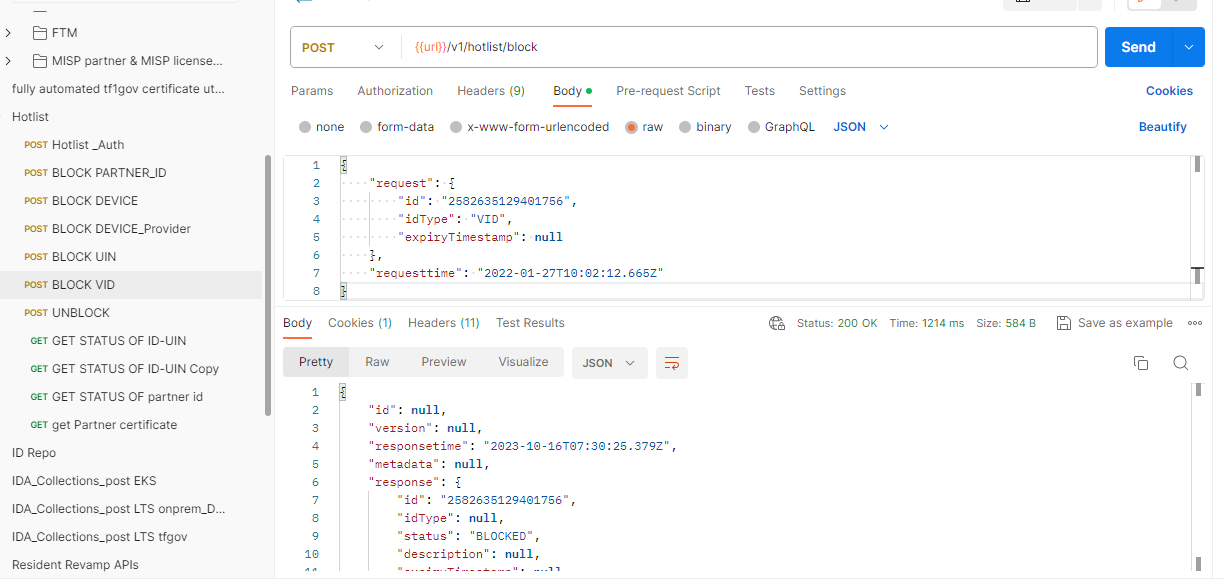 FTM
MISP partner & MISP license...
fully automated tf1gov certificate ut...
Hotlist
POST Hotlist _Auth
POST BLOCK PARTNER_ID
POST BLOCK DEVICE
POST BLOCK DEVICE_Provider
POST BLOCK UIN
POST BLOCK VID
POST UNBLOCK
GET GET STATUS OF ID-UIN
GET GET STATUS OF ID-UIN Copy
GET GET STATUS OF partner id
GET get Partner certificate
ID Repo
IDA_Collections_post EKS
IDA_Collections_post LTS onprem_D...
IDA_Collections_post LTS tfgov
Resident Revamp APIs
POST {{url}}/v1/hotlist/block Send
Params Authorization Headers (9) Body Pre-request Script Tests Settings Cookies
none form-data x-www-form-urlencoded raw binary GraphQL JSON Beautify
1 {
2 "request": {
3 "id": "2582635129401756",
4 "idType": "VID",
5 "expiryTimestamp": null
6 },
7 "requesttime": "2022-01-27T10:02:12.665Z"
8 }
Body Cookies (1) Headers (11) Test Results Status: 200 OK Time: 1214 ms Size: 584 B Save as example
Pretty Raw Preview Visualize JSON
1 {
2 "id": null,
3 "version": null,
4 "responsetime": "2023-10-16T07:30:25.379Z",
5 "metadata": null,
6 "response": {
7 "id": "2582635129401756",
8 "idType": null,
9 "status": "BLOCKED",
10 "description": null,
11 "expiryTimestamp": null